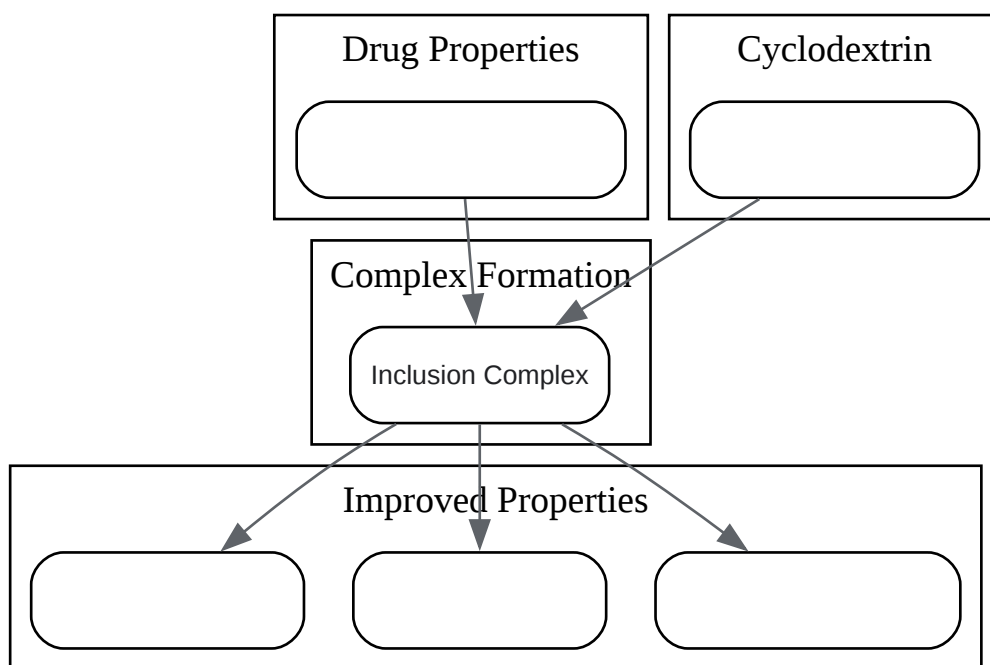 Drug Properties
Cyclodextrin
Complex Formation
Inclusion Complex
Improved Properties